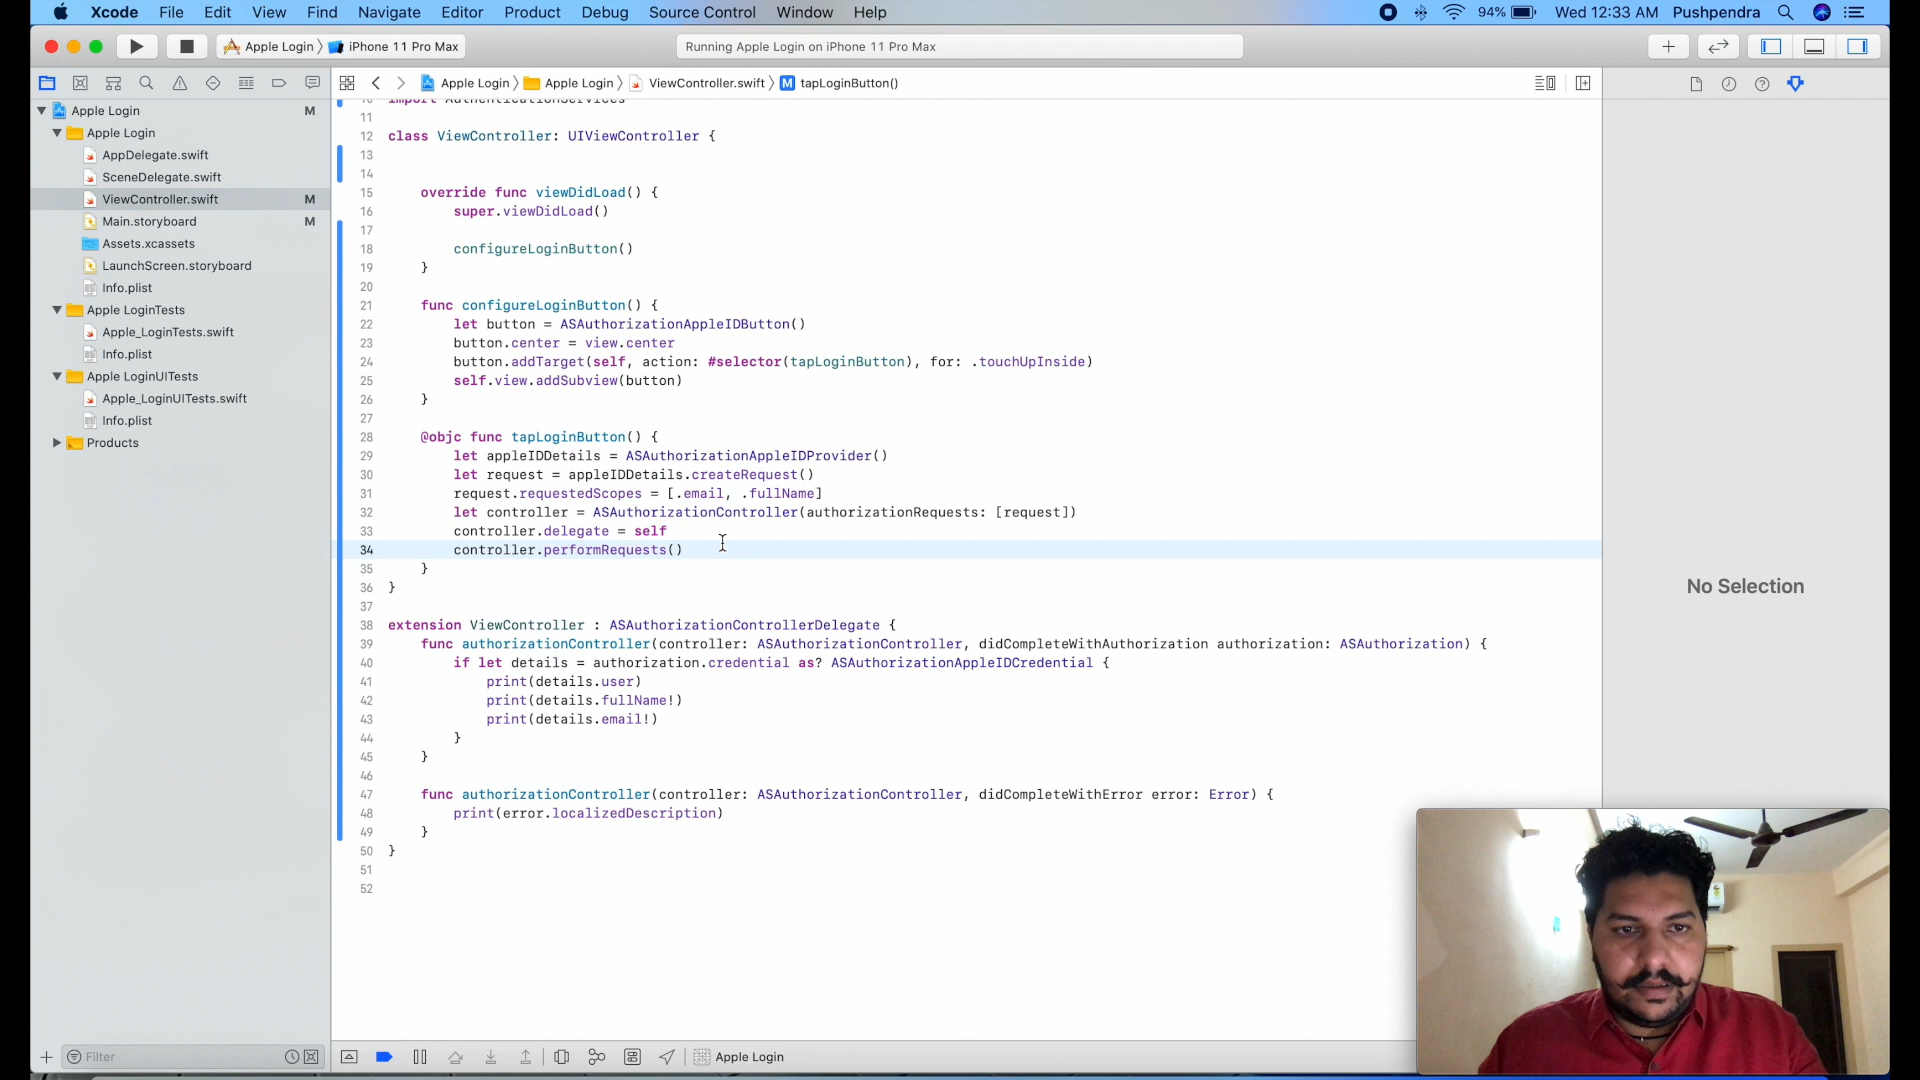 Xcode File Edit View Find Navigate Editor Product Debug Source Control Window Help 94% Wed 12:33 AM Pushpendra
Apple Login iPhone 11 Pro Max Running Apple Login on iPhone 11 Pro Max
Apple Login Apple Login ViewController.swift M tapLoginButton()
Apple Login M
Apple Login
AppDelegate.swift
SceneDelegate.swift
ViewController.swift M
Main.storyboard M
Assets.xcassets
LaunchScreen.storyboard
Info.plist
Apple LoginTests
Apple_LoginTests.swift
Info.plist
Apple LoginUITests
Apple_LoginUITests.swift
Info.plist
Products
Filter
10 import AuthenticationServices
11
12 class ViewController: UIViewController {
13
14
15 override func viewDidLoad() {
16 super.viewDidLoad()
17
18 configureLoginButton()
19 }
20
21 func configureLoginButton() {
22 let button = ASAuthorizationAppleIDButton()
23 button.center = view.center
24 button.addTarget(self, action: #selector(tapLoginButton), for: .touchUpInside)
25 self.view.addSubview(button)
26 }
27
28 @objc func tapLoginButton() {
29 let appleIDDetails = ASAuthorizationAppleIDProvider()
30 let request = appleIDDetails.createRequest()
31 request.requestedScopes = [.email, .fullName]
32 let controller = ASAuthorizationController(authorizationRequests: [request])
33 controller.delegate = self
34 controller.performRequests()
35 }
36 }
37
38 extension ViewController : ASAuthorizationControllerDelegate {
39 func authorizationController(controller: ASAuthorizationController, didCompleteWithAuthorization authorization: ASAuthorization) {
40 if let details = authorization.credential as? ASAuthorizationAppleIDCredential {
41 print(details.user)
42 print(details.fullName!)
43 print(details.email!)
44 }
45 }
46
47 func authorizationController(controller: ASAuthorizationController, didCompleteWithError error: Error) {
48 print(error.localizedDescription)
49 }
50 }
51
52
No Selection
Apple Login